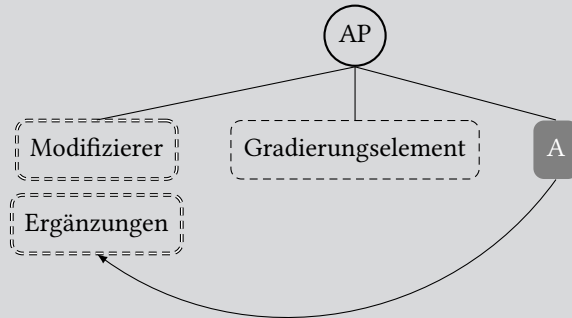 AP
Modifizierer
Gradierungselement
A
Ergänzungen